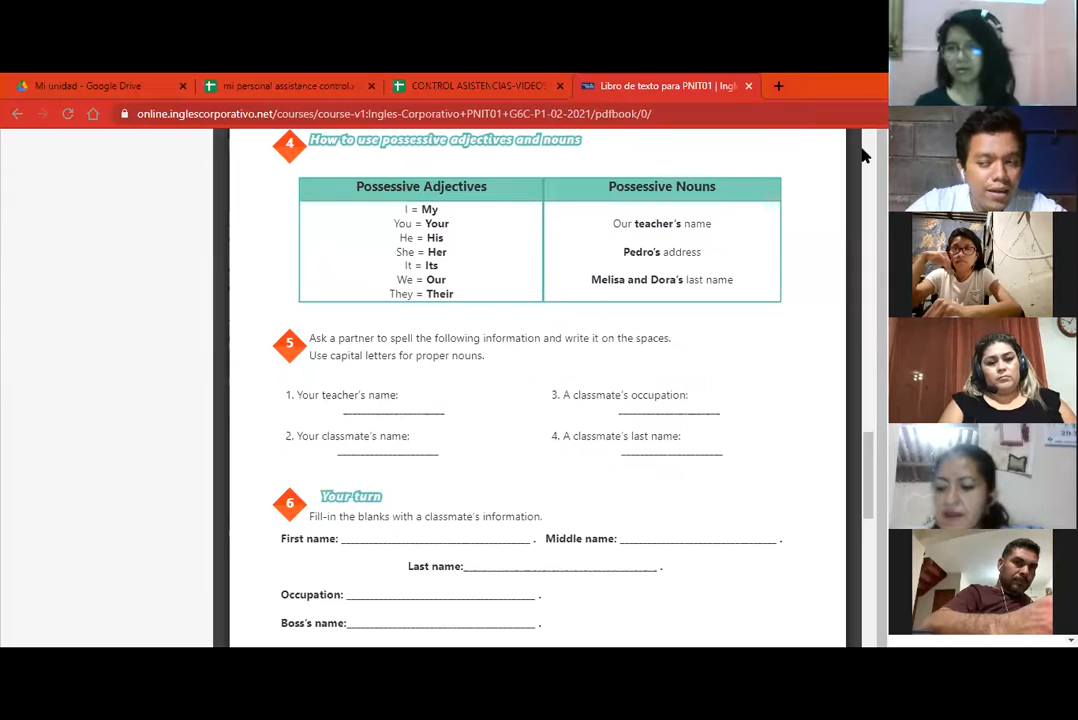 Mi unidad - Google Drive
mi personal assistance control.
CONTROL ASISTENCIAS-VIDEO
Libro de texto para PNIT01 | Ingl
online.inglescorporativo.net/courses/course-v1:Ingles-Corporativo+PNIT01+G6C-P1-02-2021/pdfbook/0/
4 How to use possessive adjectives and nouns
Possessive Adjectives
I = My
You = Your
He = His
She = Her
It = Its
We = Our
They = Their
Possessive Nouns
Our teacher's name
Pedro's address
Melisa and Dora's last name
5 Ask a partner to spell the following information and write it on the spaces.
Use capital letters for proper nouns.
1. Your teacher's name:
2. Your classmate's name:
3. A classmate's occupation:
4. A classmate's last name:
6 Your turn
Fill-in the blanks with a classmate's information.
First name: ______________________ . Middle name: ______________________ .
Last name:______________________ .
Occupation: ______________________ .
Boss's name:______________________ .